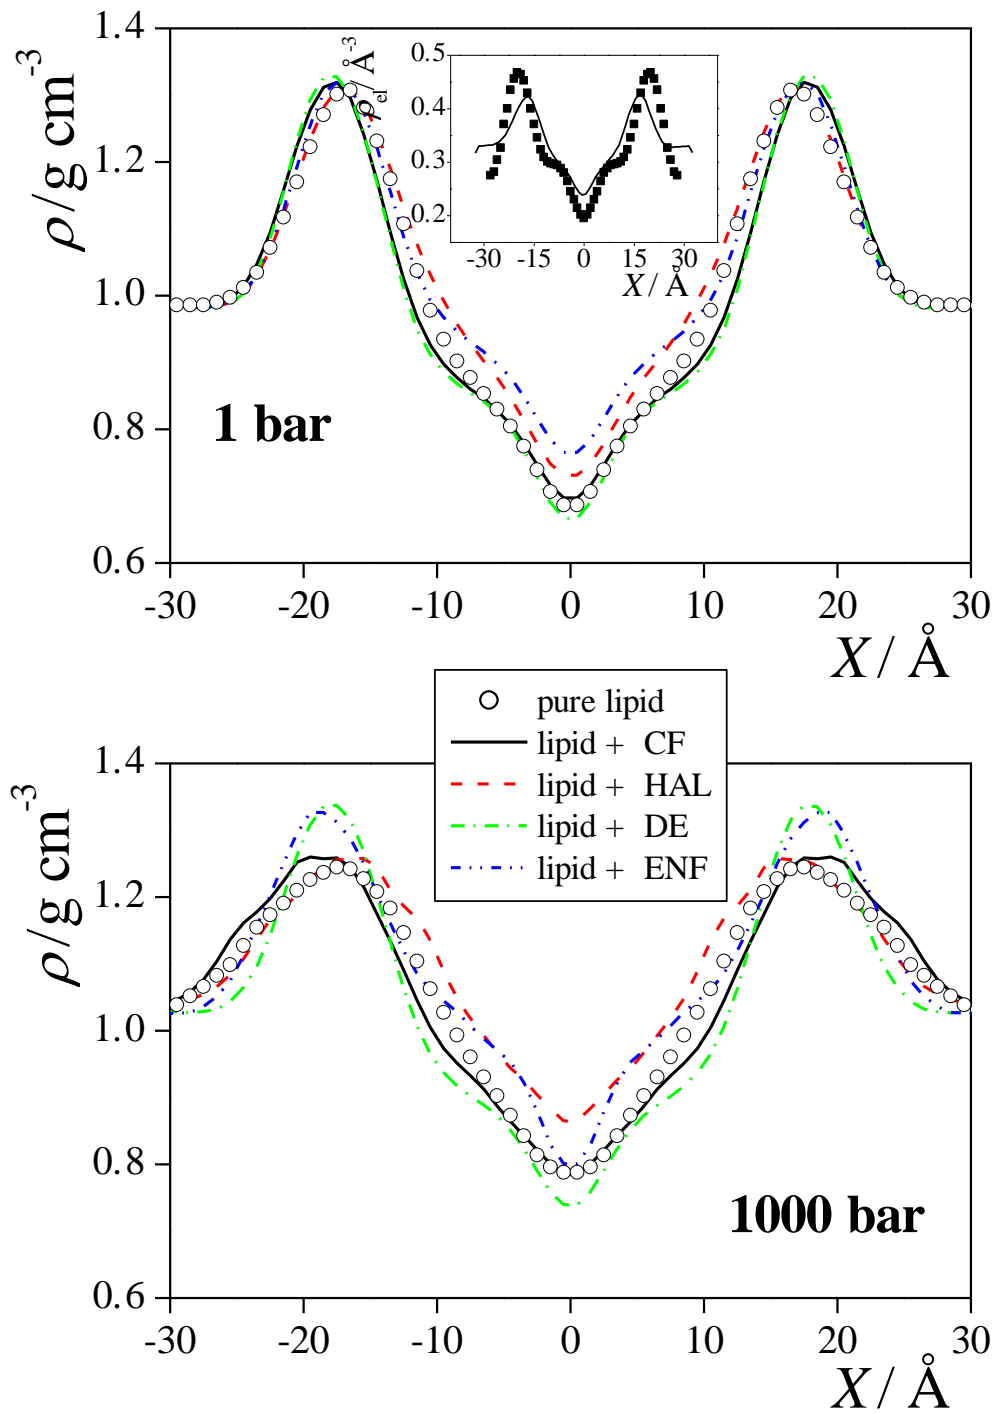 1.4
1.2
1.0
0.8
0.6
ρ/g cm-3
-30 -20 -10 0 10 20 30
X/ Å
1 bar
0.5
0.4
0.3
0.2
ρel/ Å-3
-30 -15 0 15 30
X/ Å
pure lipid
lipid + CF
lipid + HAL
lipid + DE
lipid + ENF
1.4
1.2
1.0
0.8
0.6
ρ/g cm-3
1000 bar
-30 -20 -10 0 10 20 30
X/ Å